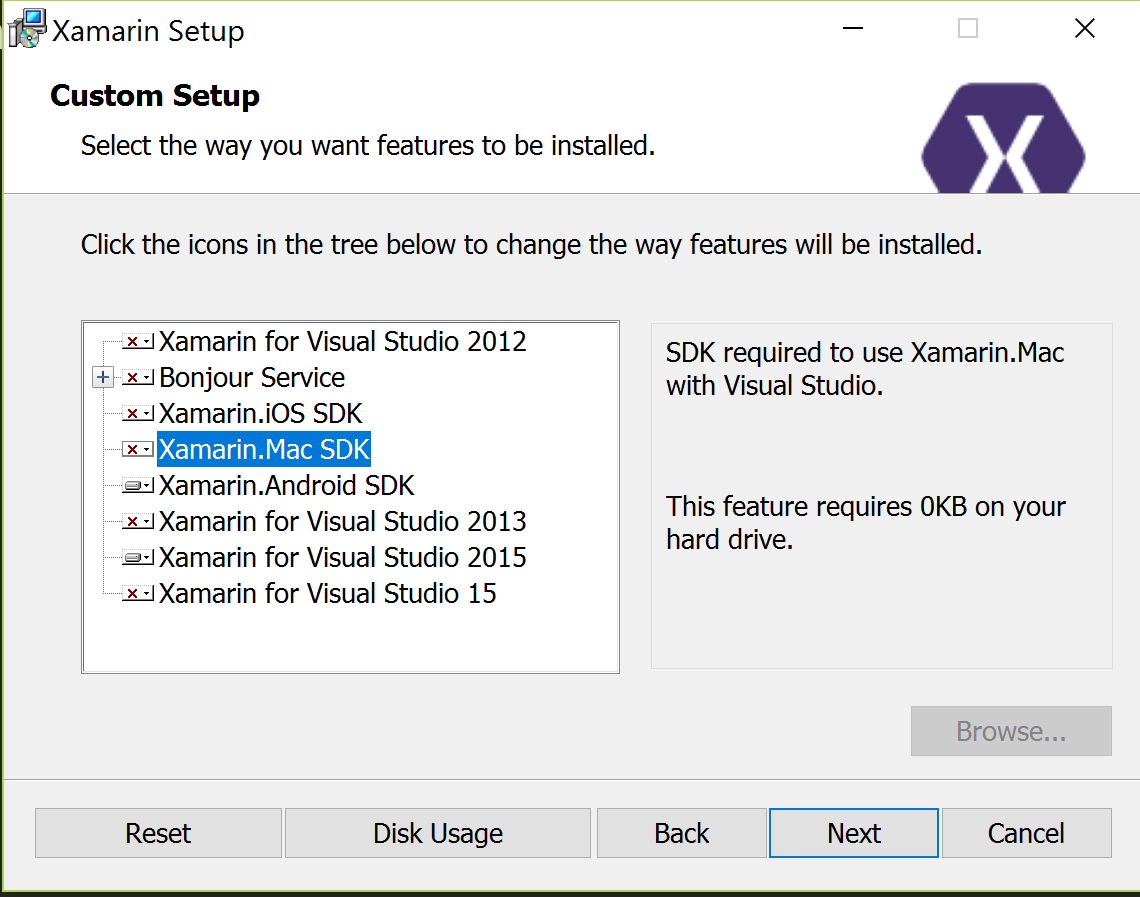 Xamarin Setup
Custom Setup
Select the way you want features to be installed.
Click the icons in the tree below to change the way features will be installed.
Xamarin for Visual Studio 2012
Bonjour Service
Xamarin.iOS SDK
Xamarin.Mac SDK
Xamarin.Android SDK
Xamarin for Visual Studio 2013
Xamarin for Visual Studio 2015
Xamarin for Visual Studio 15
SDK required to use Xamarin.Mac
with Visual Studio.
This feature requires 0KB on your
hard drive.
Browse...
Reset
Disk Usage
Back
Next
Cancel